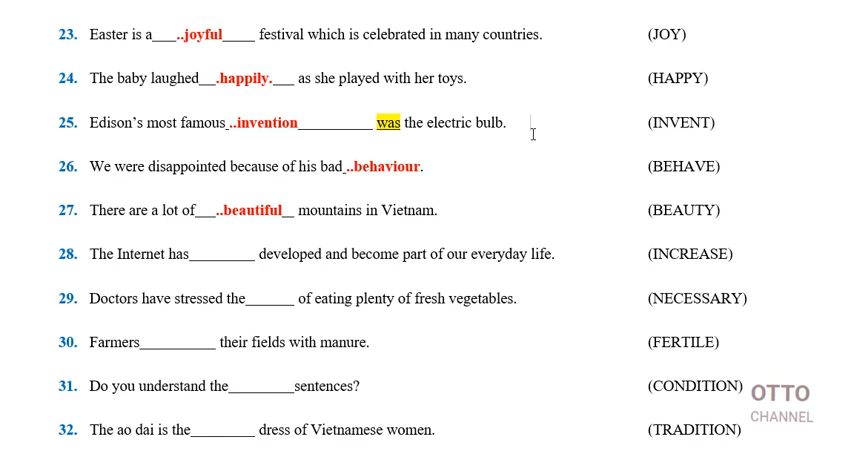 23. Easter is a___..joyful____ festival which is celebrated in many countries. (JOY)
24. The baby laughed__.happily.___ as she played with her toys. (HAPPY)
25. Edison's most famous_..invention__________ was the electric bulb. (INVENT)
26. We were disappointed because of his bad_..behaviour. (BEHAVE)
27. There are a lot of___..beautiful__ mountains in Vietnam. (BEAUTY)
28. The Internet has_________ developed and become part of our everyday life. (INCREASE)
29. Doctors have stressed the_______ of eating plenty of fresh vegetables. (NECESSARY)
30. Farmers___________ their fields with manure. (FERTILE)
31. Do you understand the_________sentences? (CONDITION)
32. The ao dai is the_________ dress of Vietnamese women. (TRADITION)
OTTO
CHANNEL